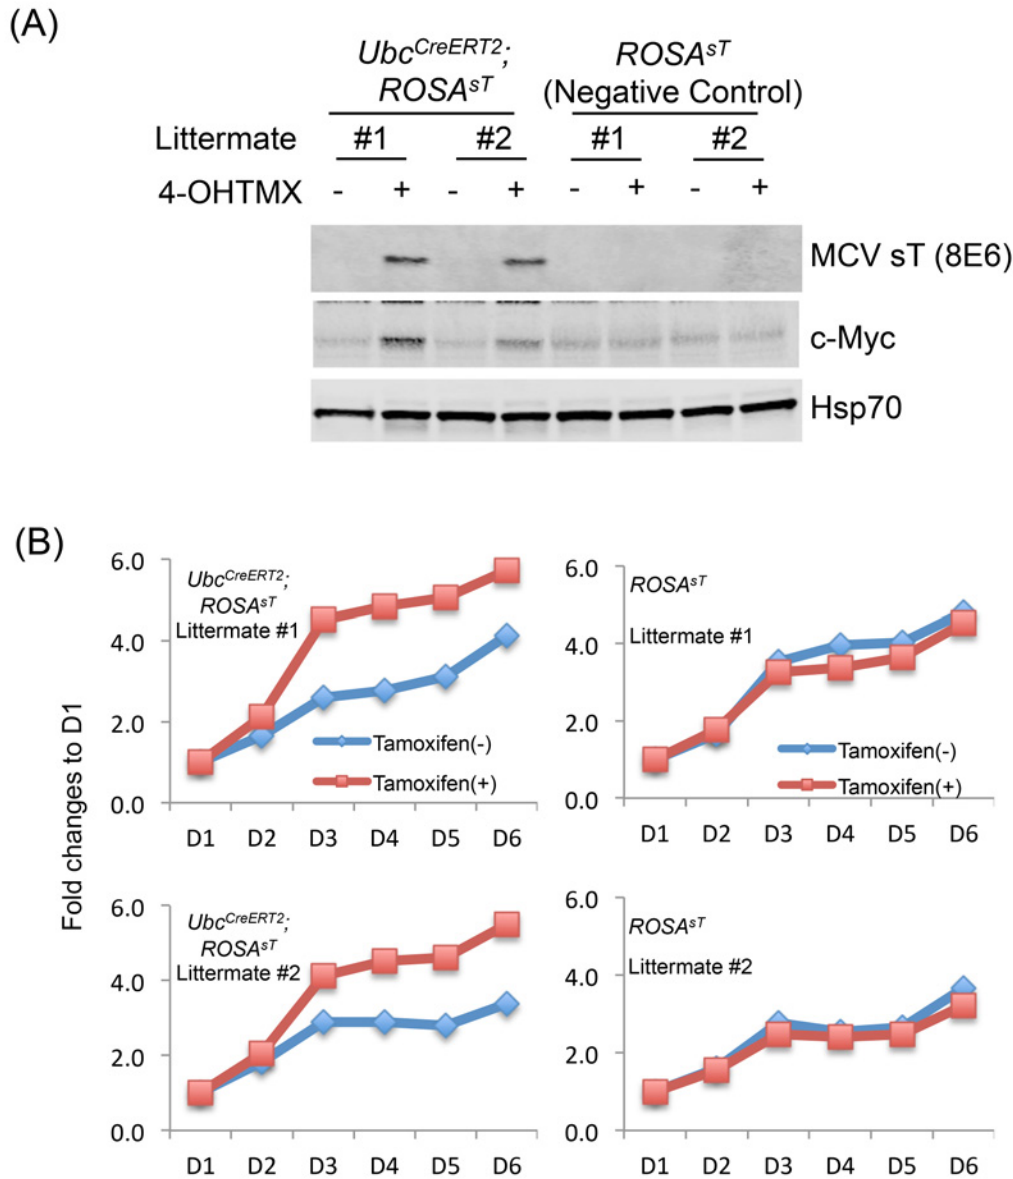 (A)
Ubc^CreERT2; ROSA^sT
(Negative Control)
ROSA^sT
Littermate #1 #2 #1 #2
4-OHTMX - + - + - + - +
MCV sT (8E6)
c-Myc
Hsp70
(B)
Fold changes to D1
6.0
4.0
2.0
0.0
Ubc^CreERT2;
ROSA^sT
Littermate #1
Tamoxifen(-)
Tamoxifen(+)
D1 D2 D3 D4 D5 D6
6.0
4.0
2.0
0.0
ROSA^sT
Littermate #1
Tamoxifen(-)
Tamoxifen(+)
D1 D2 D3 D4 D5 D6
6.0
4.0
2.0
0.0
Ubc^CreERT2;
ROSA^sT
Littermate #2
D1 D2 D3 D4 D5 D6
6.0
4.0
2.0
0.0
ROSA^sT
Littermate #2
D1 D2 D3 D4 D5 D6